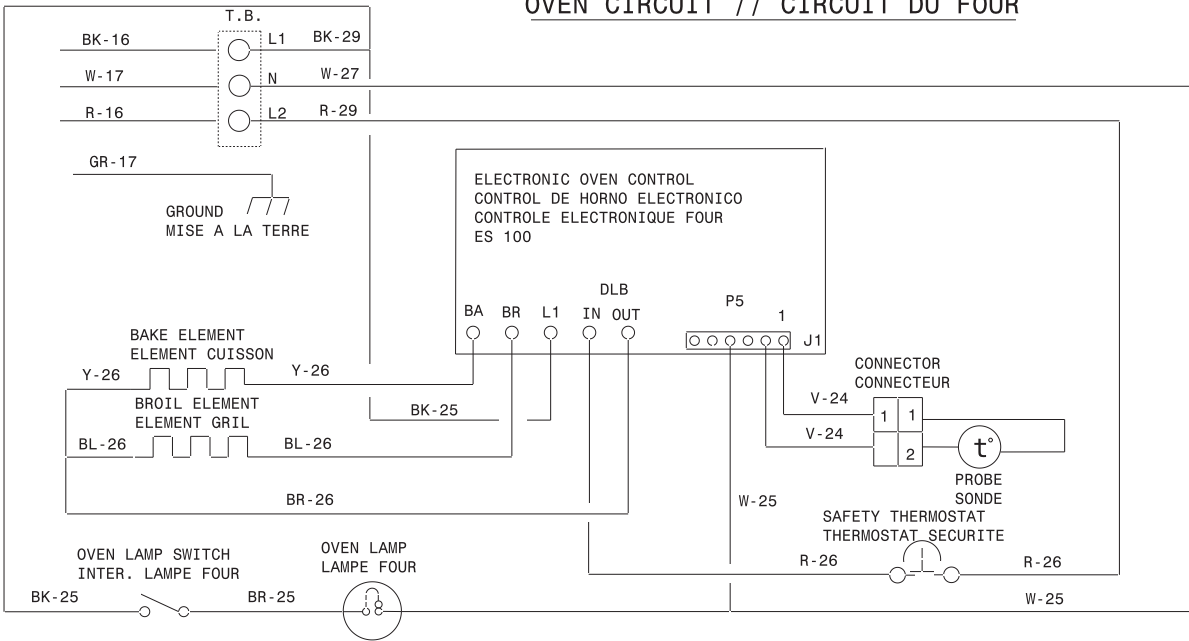 OVEN CIRCUIT // CIRCUIT DU FOUR
T.B.
BK-16
L1
BK-29
W-17
N
W-27
R-16
L2
R-29
GR-17
GROUND
MISE A LA TERRE
ELECTRONIC OVEN CONTROL
CONTROL DE HORNO ELECTRONICO
CONTROLE ELECTRONIQUE FOUR
ES 100
DLB
BA
BR
L1
IN
OUT
P5
1
J1
BAKE ELEMENT
ELEMENT CUISSON
Y-26
Y-26
BROIL ELEMENT
ELEMENT GRIL
BK-25
BL-26
BL-26
CONNECTOR
CONNECTEUR
V-24
1
1
V-24
2
t°
PROBE
SONDE
BR-26
W-25
SAFETY THERMOSTAT
THERMOSTAT SECURITE
R-26
R-26
OVEN LAMP SWITCH
INTER. LAMPE FOUR
OVEN LAMP
LAMPE FOUR
BK-25
BR-25
W-25